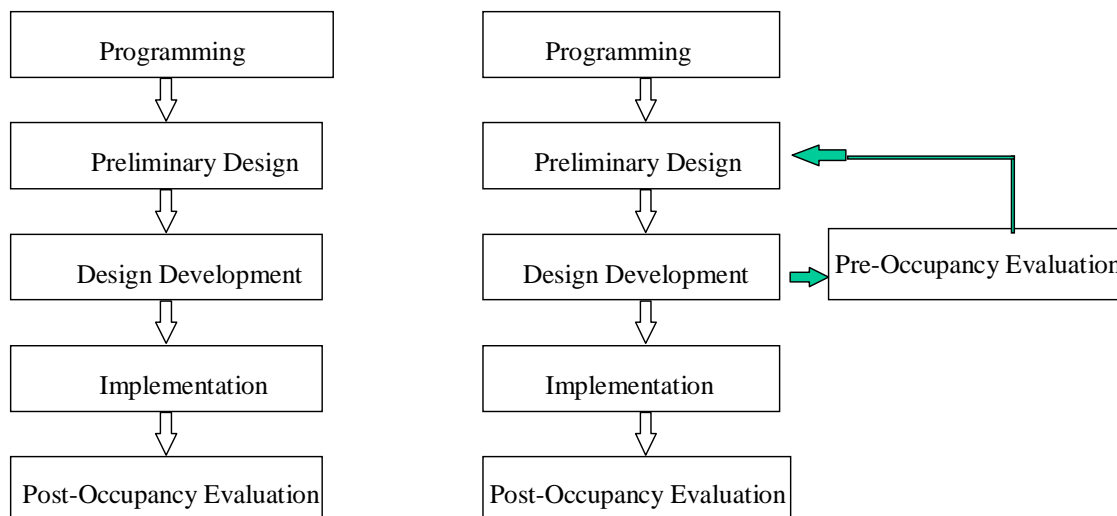 Programming
Preliminary Design
Design Development
Implementation
Post-Occupancy Evaluation
Programming
Preliminary Design
Design Development
Pre-Occupancy Evaluation
Implementation
Post-Occupancy Evaluation